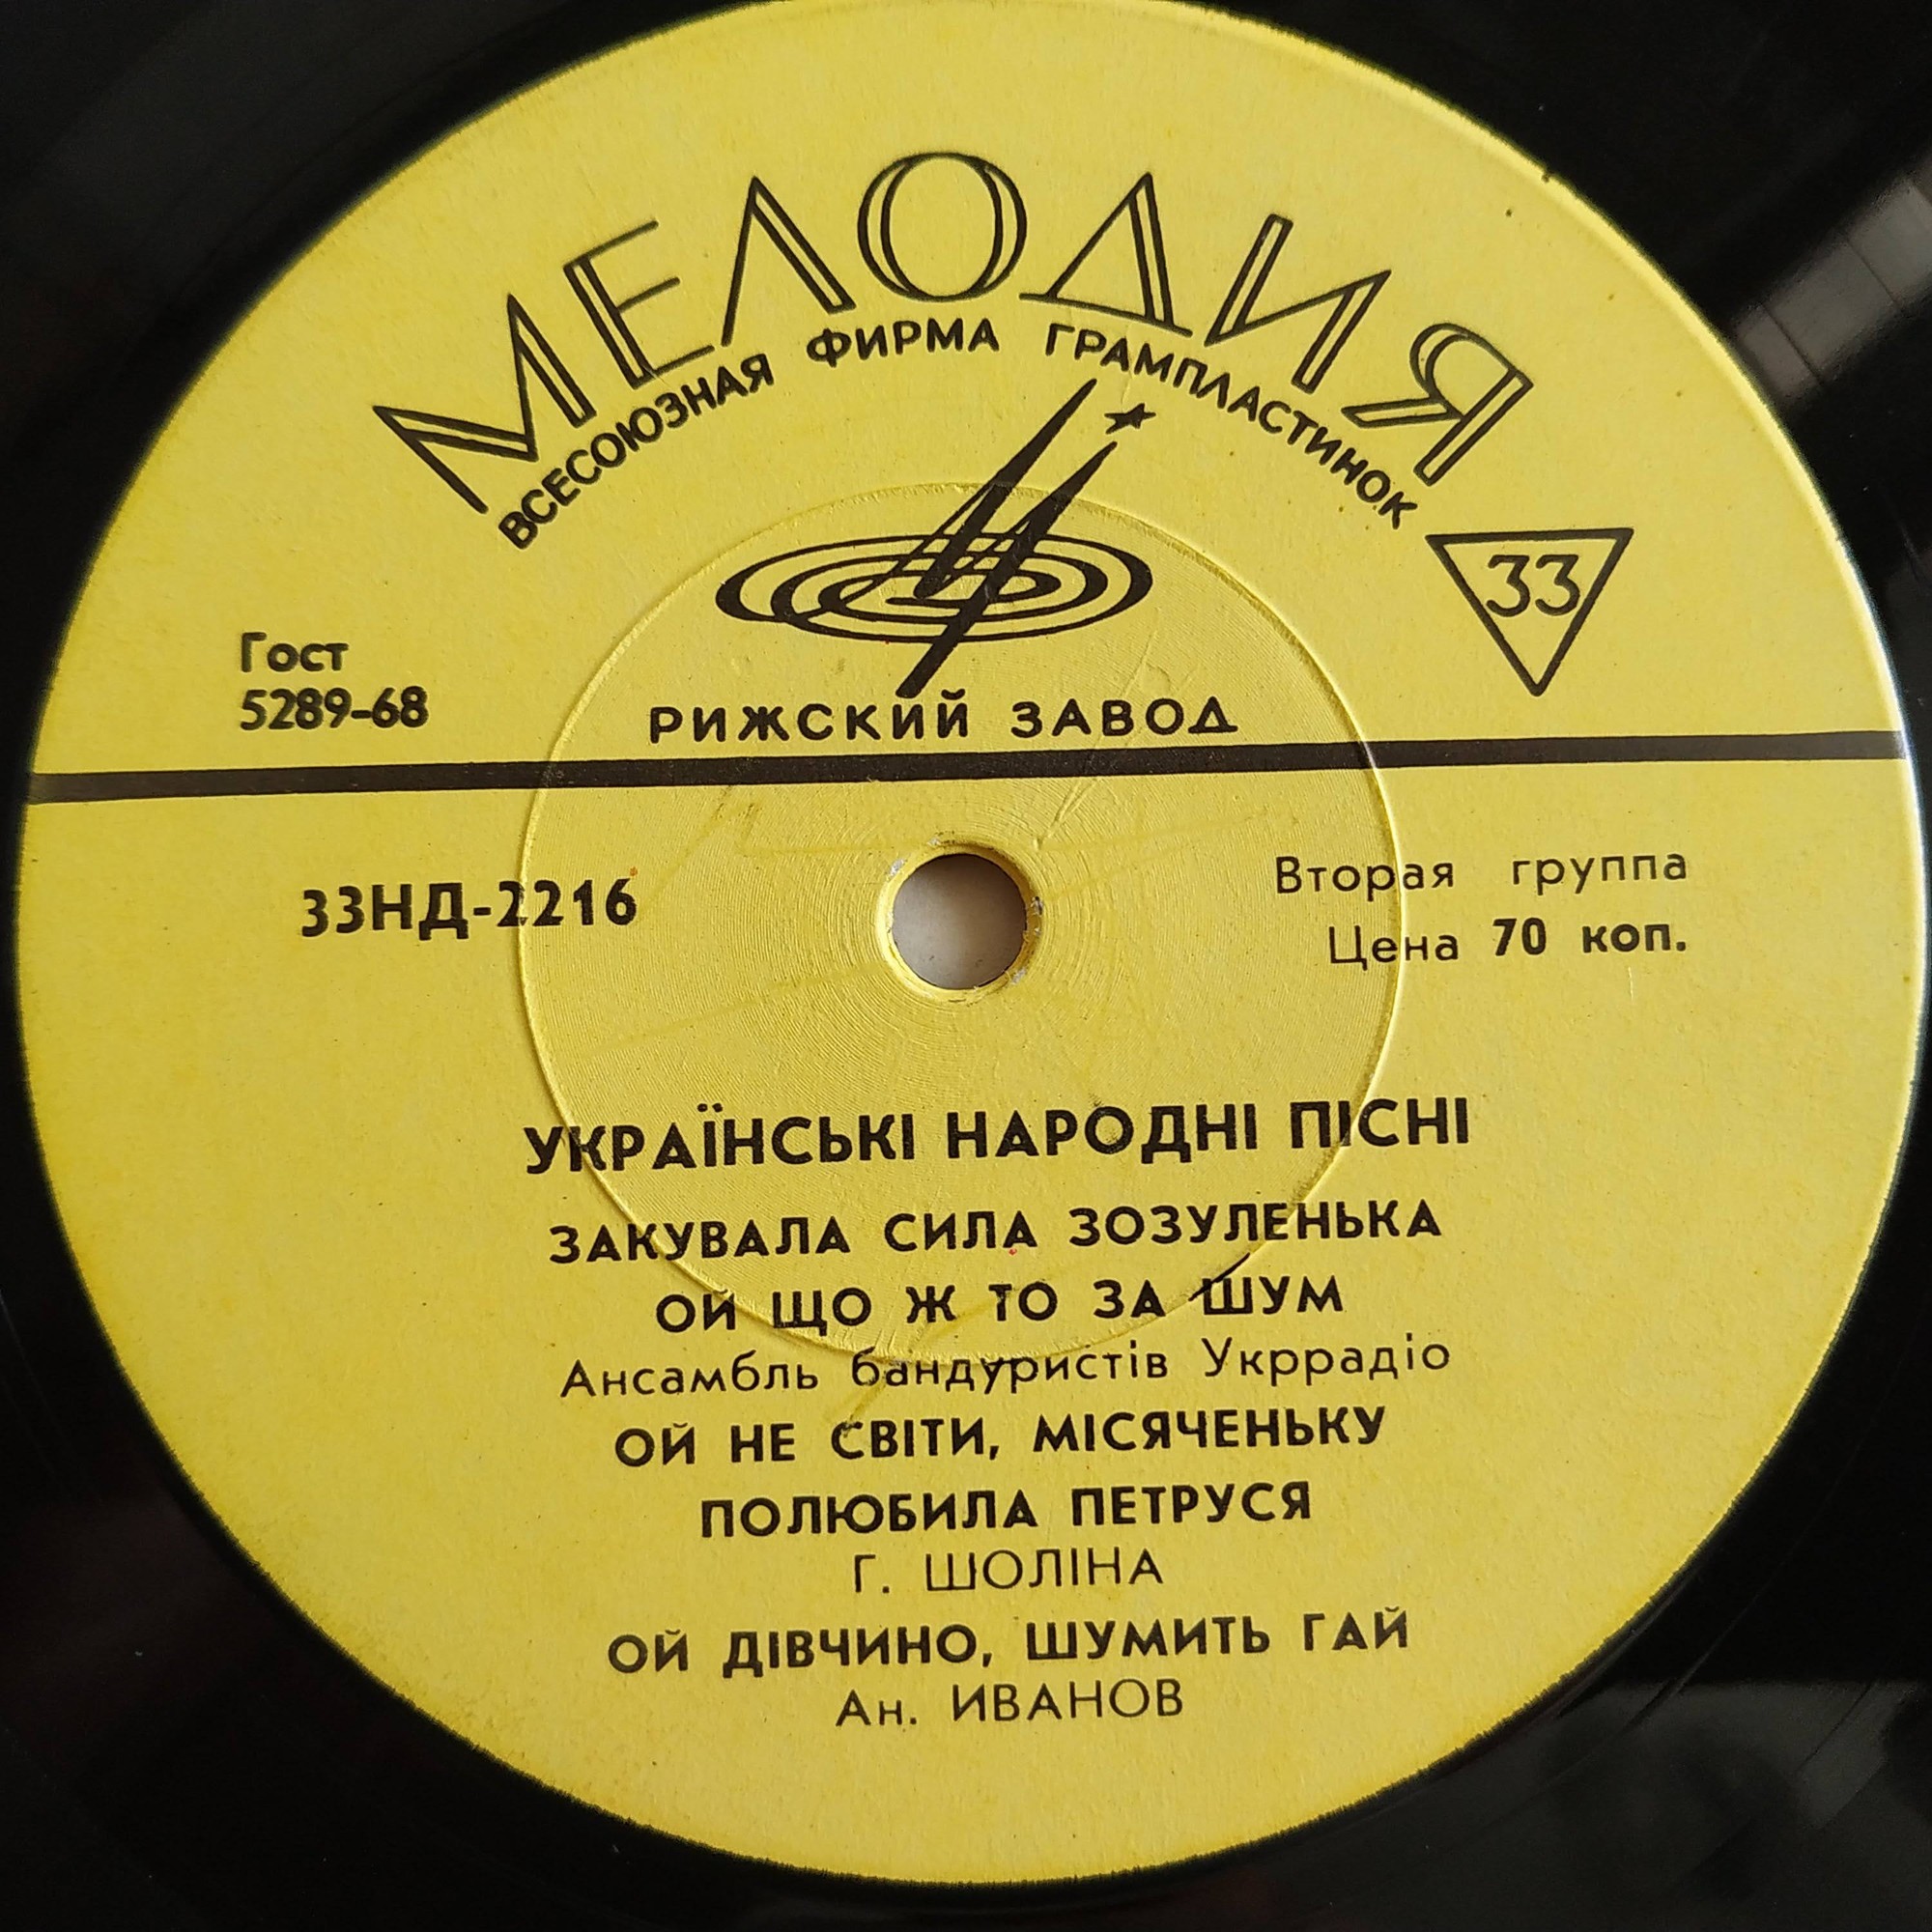 МЕЛОДИЯ
ВСЕСОЮЗНАЯ ФИРМА ГРАМПЛАСТИНОК
33
Гост
5289-68
РИЖСКИЙ ЗАВОД
33НД-2216
Вторая группа
Цена 70 коп.
УКРАЇНСЬКІ НАРОДНІ ПІСНІ
ЗАКУВАЛА СИЛА ЗОЗУЛЕНЬКА
ОЙ ЩО Ж ТО ЗА ШУМ
Ансамбль бандуристів Укррадіо
ОЙ НЕ СВІТИ, МІСЯЧЕНЬКУ
ПОЛЮБИЛА ПЕТРУСЯ
Г. ШОЛІНА
ОЙ ДІВЧИНО, ШУМИТЬ ГАЙ
Ан. ИВАНОВ